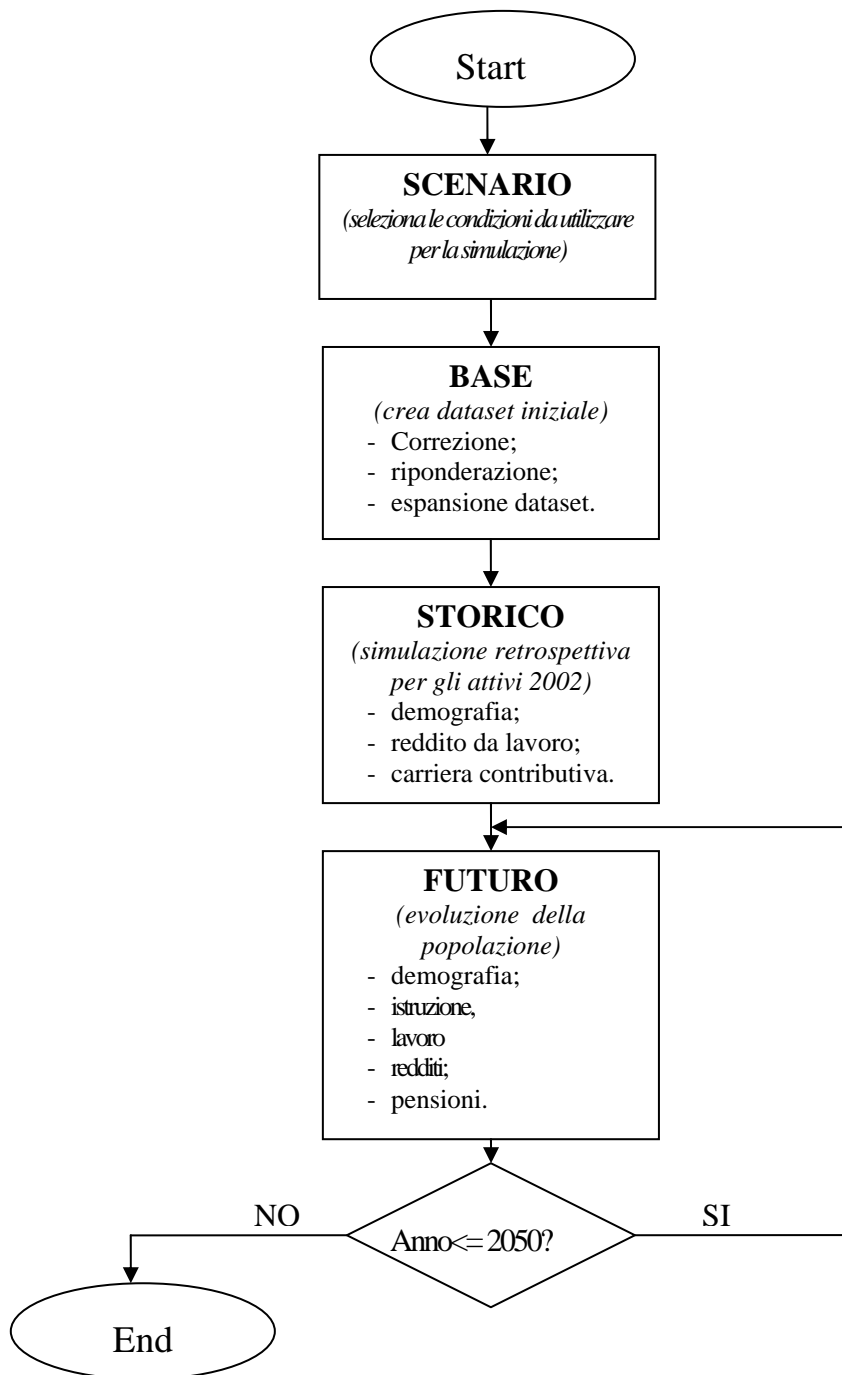 Start
SCENARIO
(seleziona le condizioni da utilizzare
per la simulazione)
BASE
(crea dataset iniziale)
- Correzione;
- riponderazione;
- espansione dataset.
STORICO
(simulazione retrospettiva
per gli attivi 2002)
- demografia;
- reddito da lavoro;
- carriera contributiva.
FUTURO
(evoluzione della
popolazione)
- demografia;
- istruzione,
- lavoro
- redditi;
- pensioni.
NO
Anno<= 2050?
SI
End